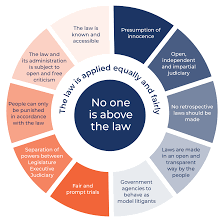 No one
is above
the law
The law is applied equally and fairly
Presumption of
innocence
Open,
independent
and impartial
judiciary
No retrospective
laws should be
made
Laws are made
in an open and
transparent
way by the
people
Government
agencies to
behave as
model litigants
Fair and
prompt trials
Separation of
powers between
Legislature
Executive
Judiciary
People can only
be punished in
accordance with
the law
The law and
its administration
is subject to
open and free
criticism
The law is
known and
accessible